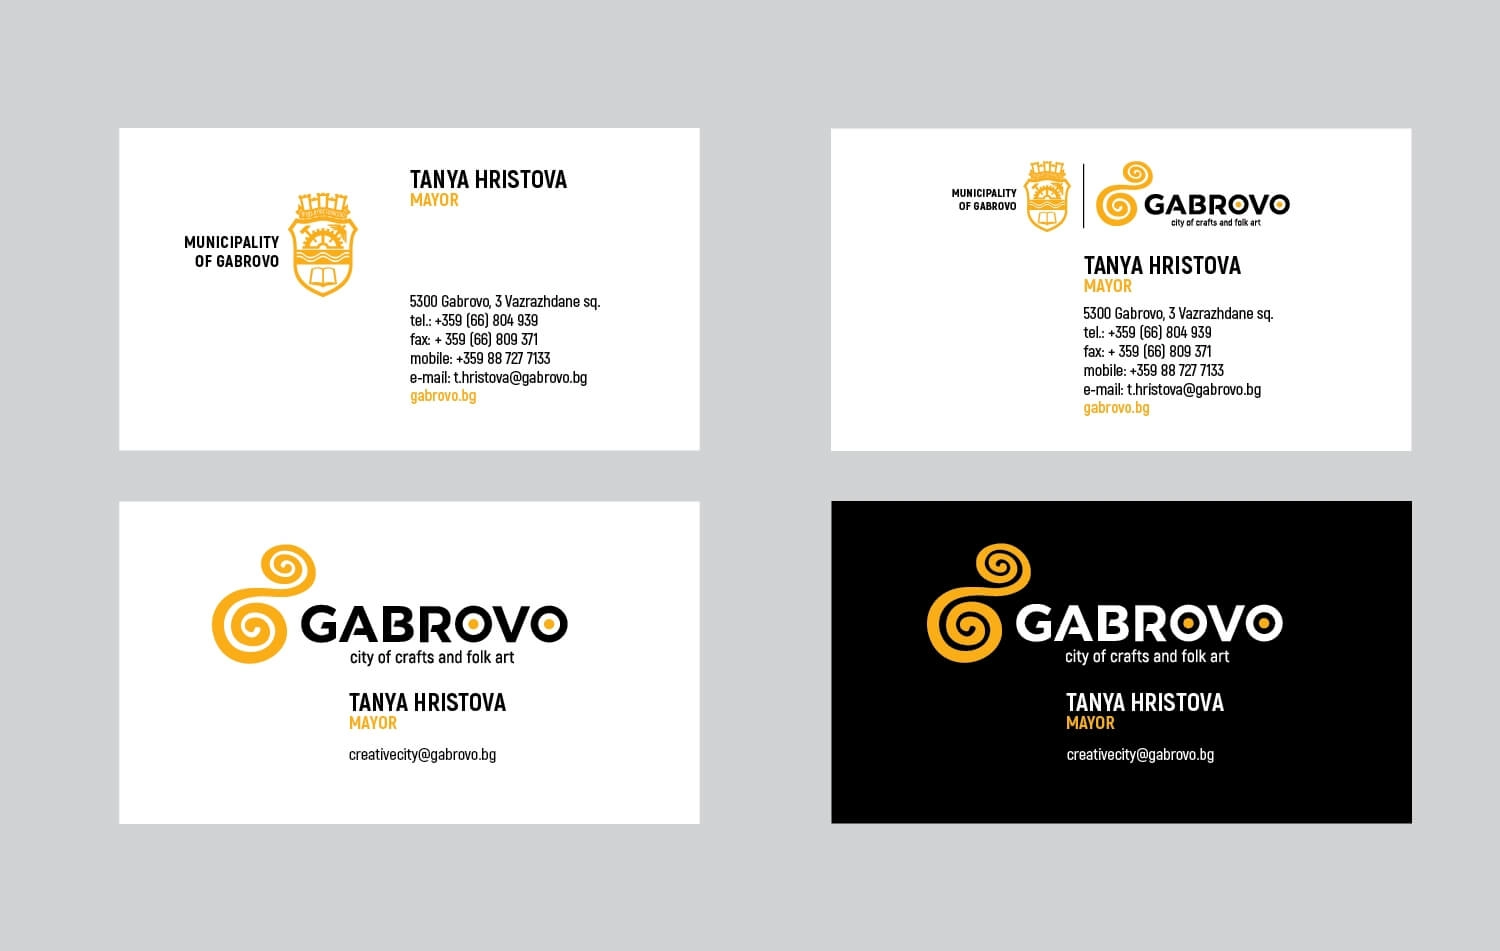 MUNICIPALITY
OF GABROVO
TANYA HRISTOVA
MAYOR
5300 Gabrovo, 3 Vazrazhdane sq.
tel.: +359 (66) 804 939
fax: + 359 (66) 809 371
mobile: +359 88 727 7133
e-mail: t.hristova@gabrovo.bg
gabrovo.bg
MUNICIPALITY
OF GABROVO
GABROVO
city of crafts and folk art
TANYA HRISTOVA
MAYOR
5300 Gabrovo, 3 Vazrazhdane sq.
tel.: +359 (66) 804 939
fax: + 359 (66) 809 371
mobile: +359 88 727 7133
e-mail: t.hristova@gabrovo.bg
gabrovo.bg
GABROVO
city of crafts and folk art
TANYA HRISTOVA
MAYOR
creativecity@gabrovo.bg
GABROVO
city of crafts and folk art
TANYA HRISTOVA
MAYOR
creativecity@gabrovo.bg